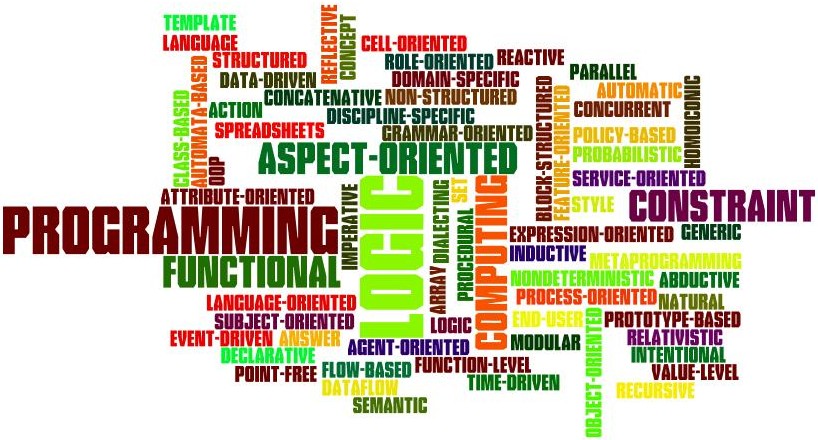 TEMPLATE
LANGUAGE
STRUCTURED
REFLECTIVE
CONCEPT
CELL-ORIENTED
ROLE-ORIENTED
REACTIVE
DATA-DRIVEN
DOMAIN-SPECIFIC
PARALLEL
CLASS-BASED
AUTOMATA-BASED
ACTION
CONCATENATIVE
NON-STRUCTURED
AUTOMATIC
DISCIPLINE-SPECIFIC
CONCURRENT
SPREADSHEETS
GRAMMAR-ORIENTED
BLOCK-STRUCTURED
FEATURE-ORIENTED
POLICY-BASED
HOMOICONIC
OOP
ASPECT-ORIENTED
PROBABILISTIC
SERVICE-ORIENTED
ATTRIBUTE-ORIENTED
IMPERATIVE
LOGIC
DIALECTING
SET
COMPUTING
STYLE
CONSTRAINT
PROGRAMMING
PROCEDURAL
EXPRESSION-ORIENTED
GENERIC
FUNCTIONAL
ARRAY
INDUCTIVE
METAPROGRAMMING
NONDETERMINISTIC
ABDUCTIVE
LANGUAGE-ORIENTED
PROCESS-ORIENTED
NATURAL
SUBJECT-ORIENTED
LOGIC
END-USER
PROTOTYPE-BASED
EVENT-DRIVEN
ANSWER
AGENT-ORIENTED
MODULAR
OBJECT-ORIENTED
RELATIVISTIC
DECLARATIVE
INTENTIONAL
POINT-FREE
FLOW-BASED
FUNCTION-LEVEL
VALUE-LEVEL
DATAFLOW
TIME-DRIVEN
RECURSIVE
SEMANTIC